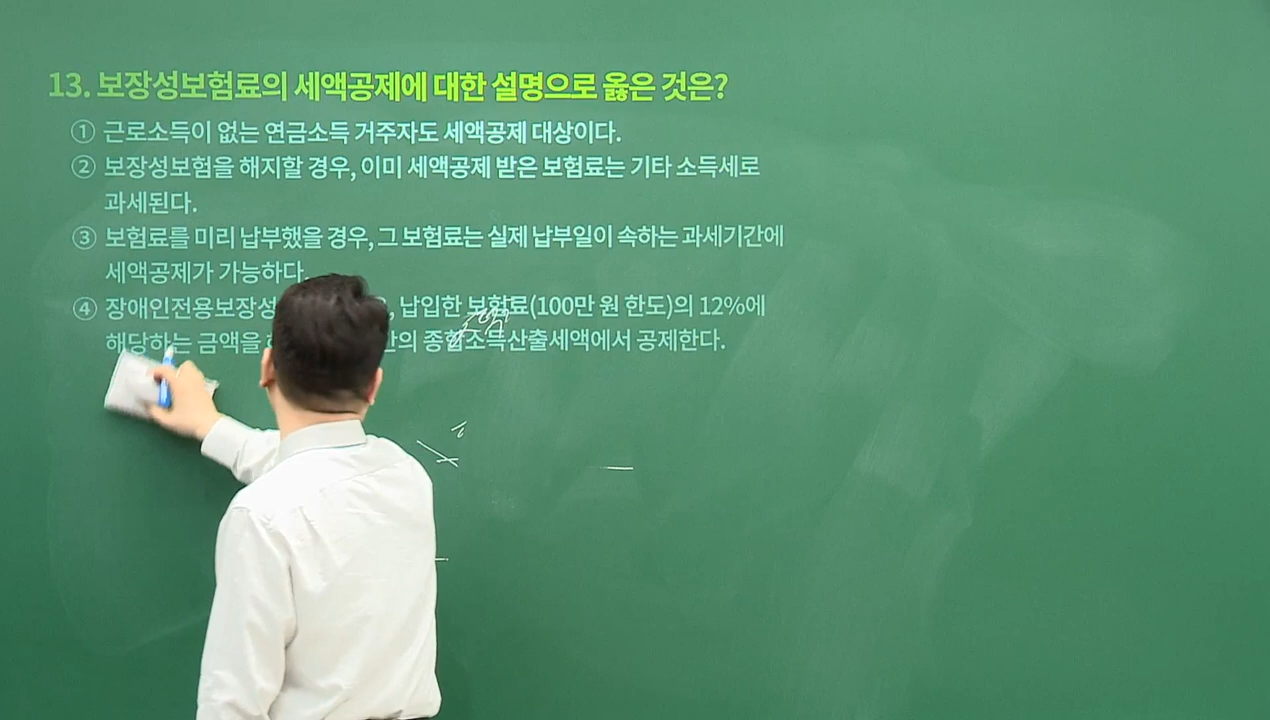 13. 보장성보험료의 세액공제에 대한 설명으로 옳은 것은?
① 근로소득이 없는 연금소득 거주자도 세액공제 대상이다.
② 보장성보험을 해지할 경우, 이미 세액공제 받은 보험료는 기타 소득세로
과세된다.
③ 보험료를 미리 납부했을 경우, 그 보험료는 실제 납부일이 속하는 과세기간에
세액공제가 가능하다.
④ 장애인전용보장성 , 납입한 보험료(100만 원 한도)의 12%에
해당하는 금액을 의 종합소득산출세액에서 공제한다.